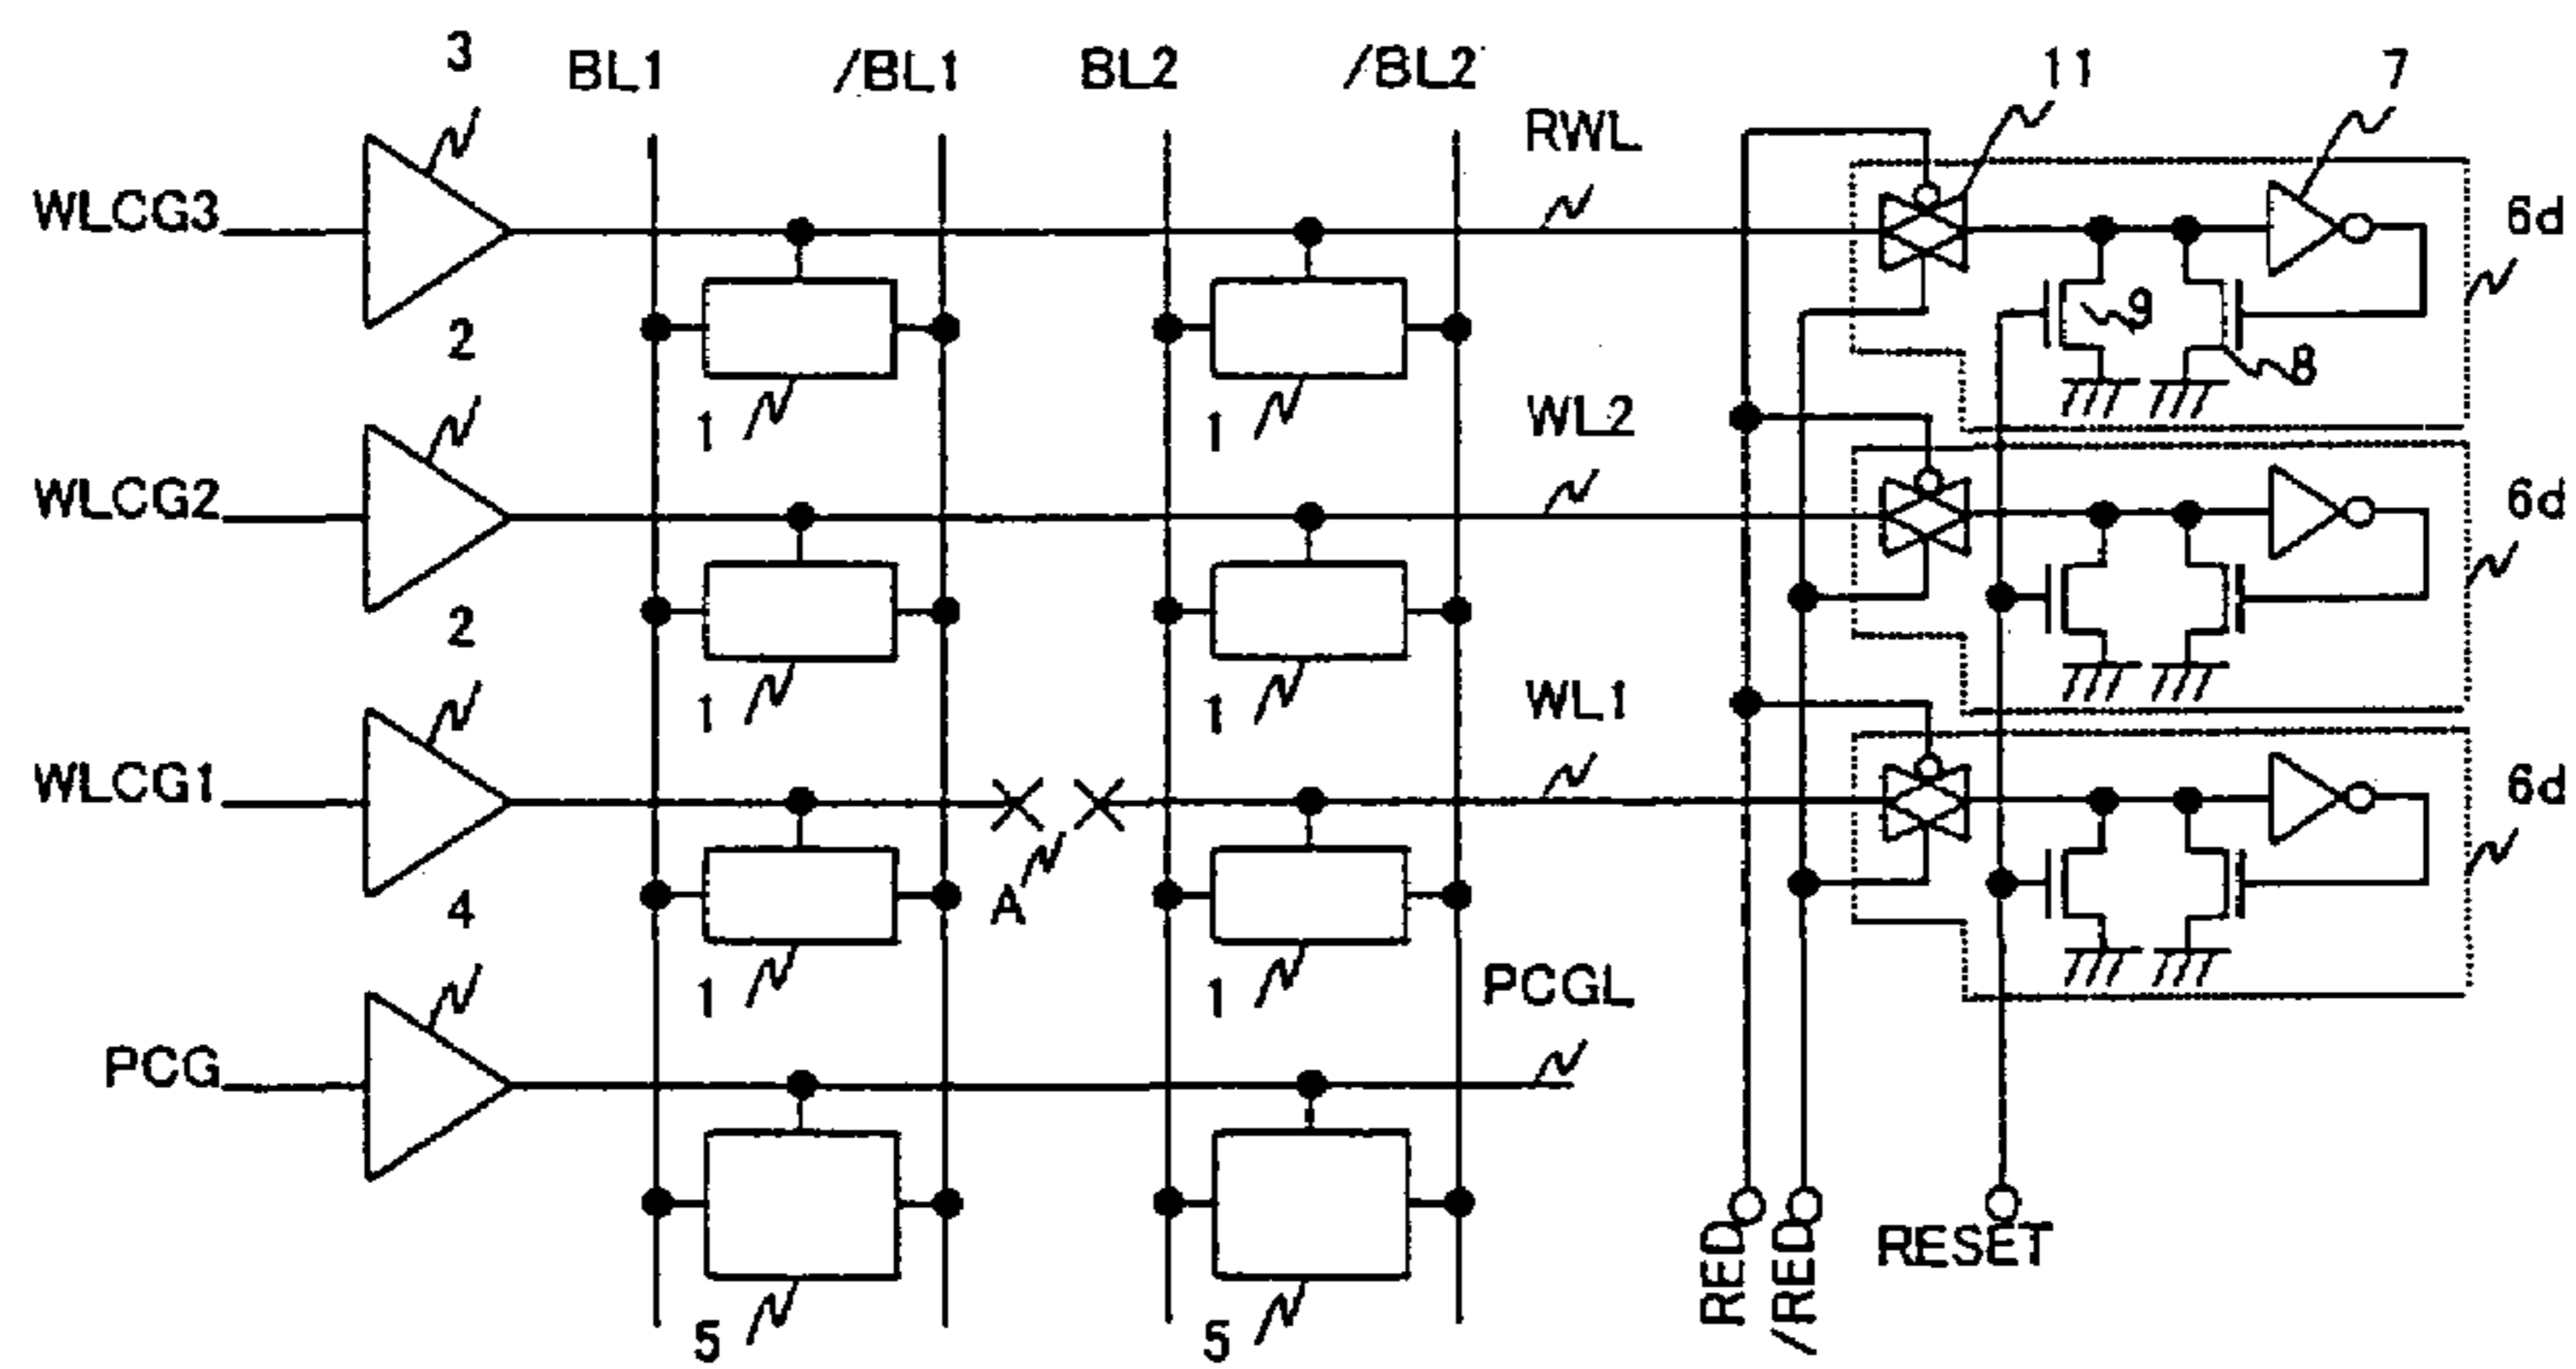 3 BL1 /BL1 BL2 /BL2 11 7
RWL
WLCG3 6d
9
2 8
1 1 WL2
WLCG2 6d
2
1 1 WL1
WLCG1 6d
4 A
1 1 PCGL
PCG
RED /RED RESET
5 5